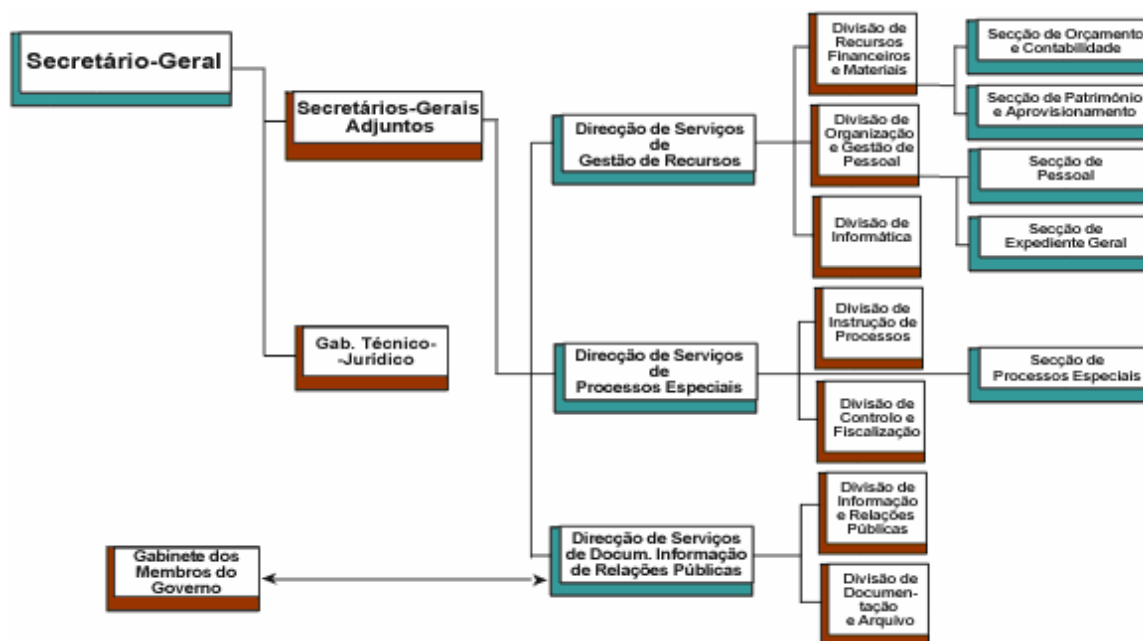 Secretário-Geral
Secretários-Gerais
Adjuntos
Gab. Técnico-
-Jurídico
Gabinete dos
Membros do
Governo
Direcção de Serviços
de
Gestão de Recursos
Direcção de Serviços
de
Processos Especiais
Direcção de Serviços
de Docum. Informação
de Relações Públicas
Divisão de
Recursos
Financeiros
e Materiais
Divisão de
Organização
e Gestão de
Pessoal
Divisão de
Informática
Divisão de
Instrução de
Processos
Divisão de
Controlo e
Fiscalização
Divisão de
Informação
e Relações
Públicas
Divisão de
Documen-
tação
e Arquivo
Secção de Orçamento
e Contabilidade
Secção de Património
e Aprovisionamento
Secção de
Pessoal
Secção de
Expediente Geral
Secção de
Processos Especiais